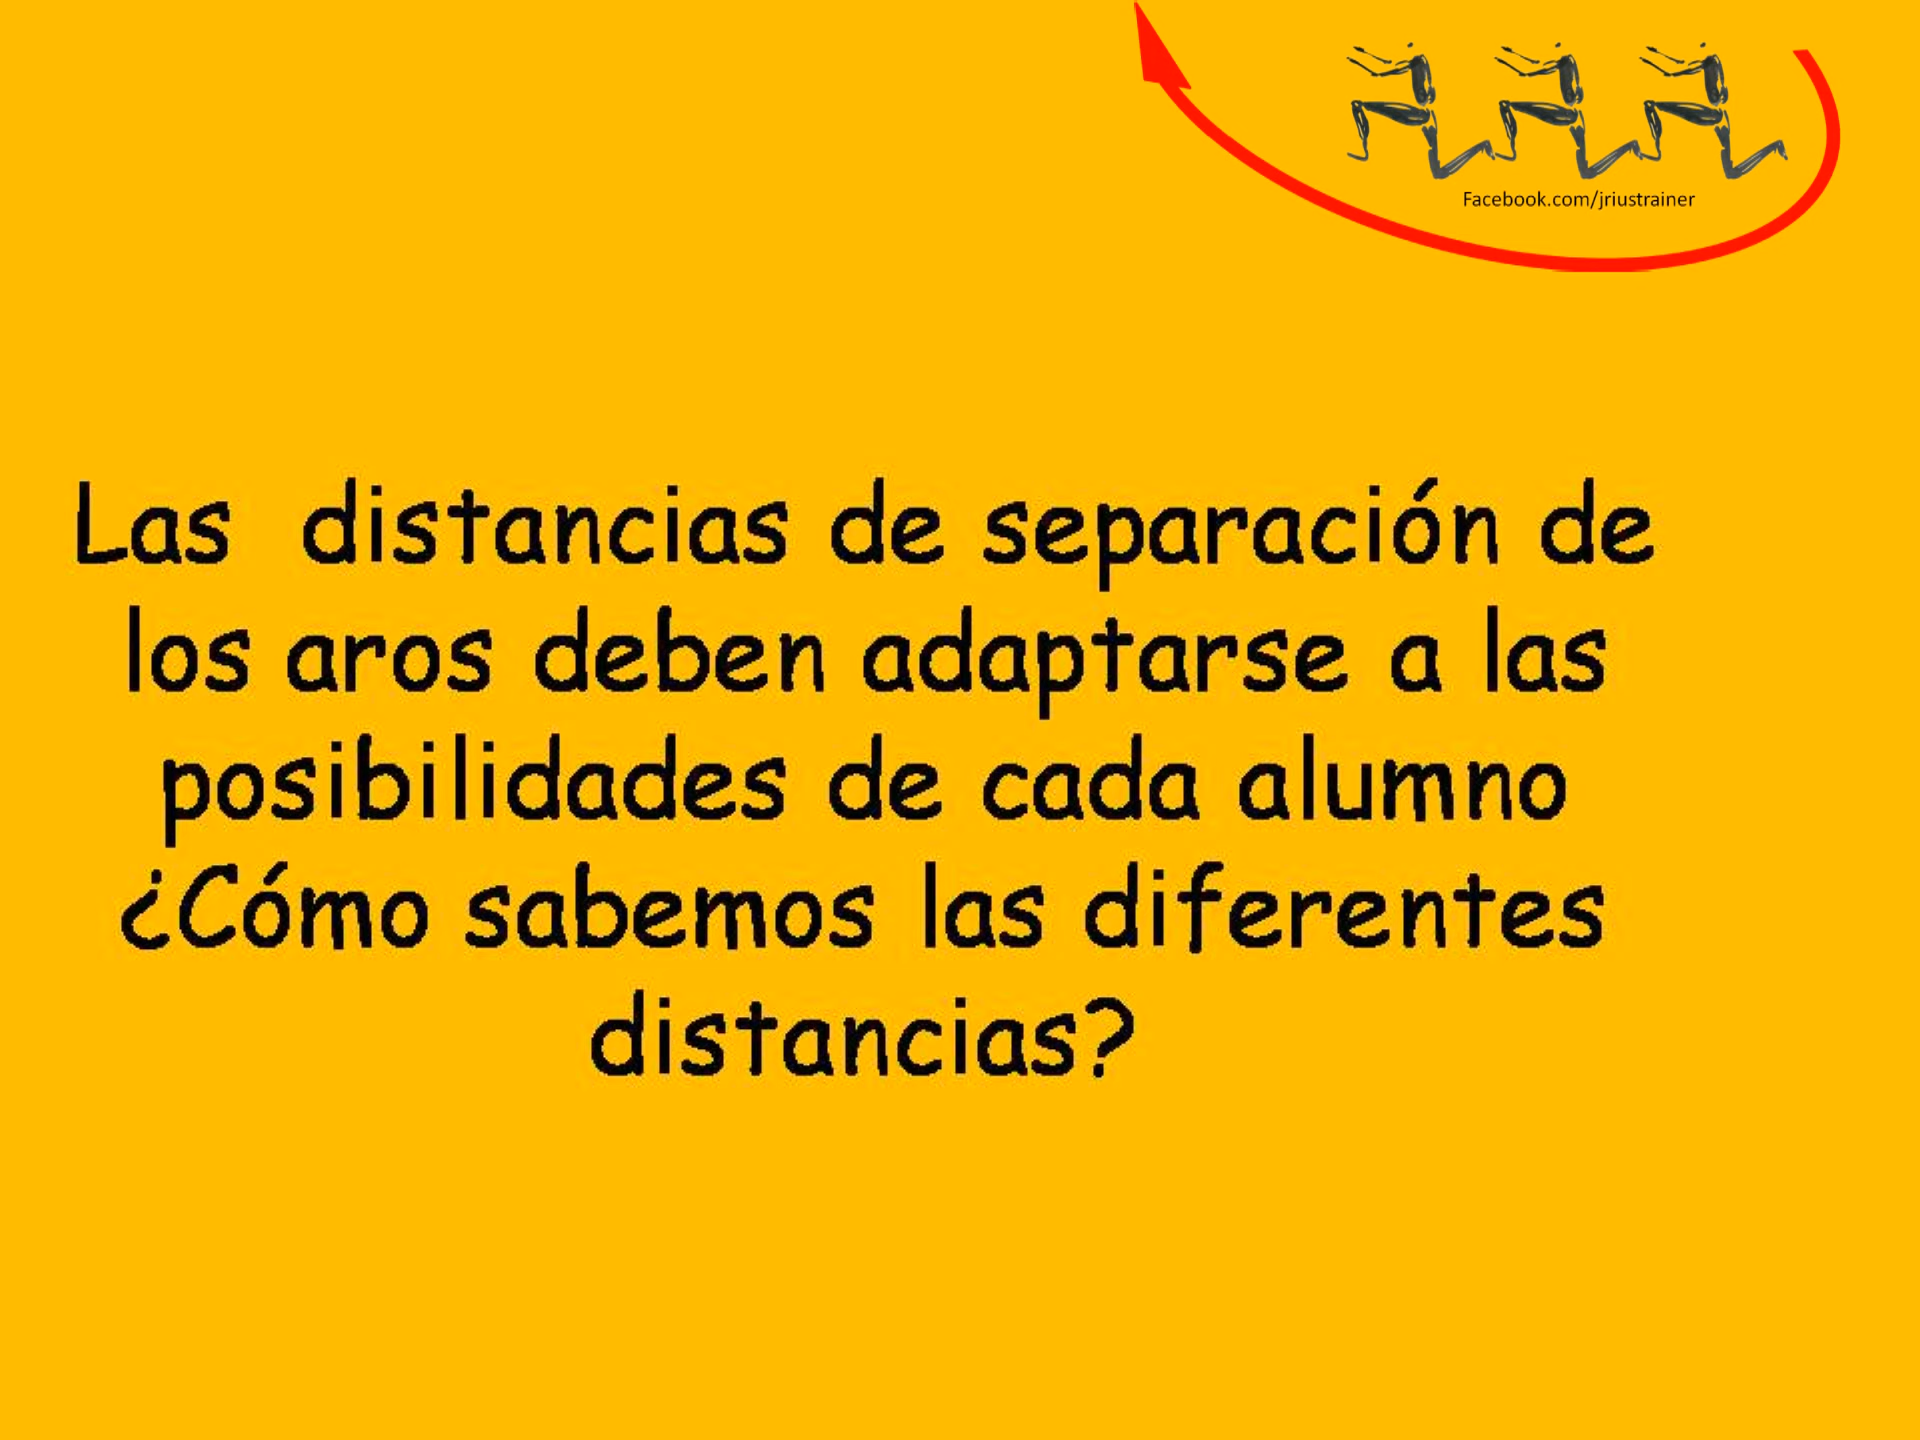 Facebook.com/jriustrainer
Las distancias de separación de
los aros deben adaptarse a las
posibilidades de cada alumno
¿Cómo sabemos las diferentes
distancias?